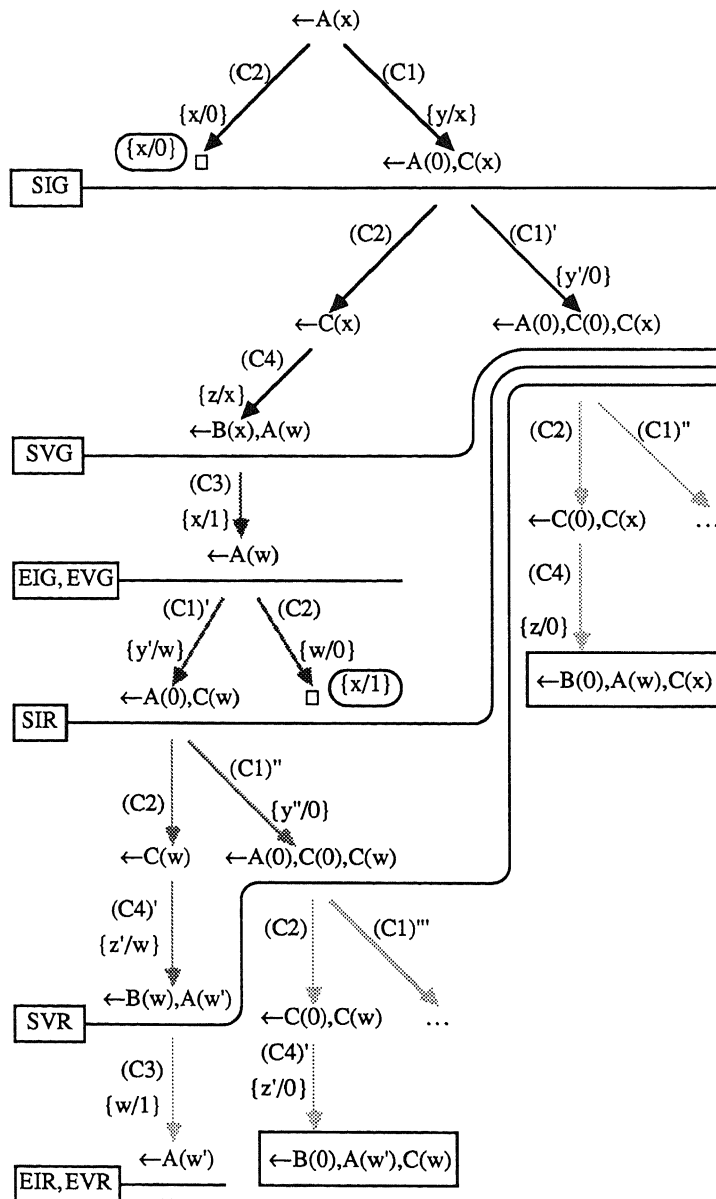 ←A(x)
(C2) (C1)
{x/0} {y/x}
{x/0} □ ←A(0),C(x)
SIG
(C2) (C1)'
{y'/0}
←C(x) ←A(0),C(0),C(x)
(C4)
{z/x}
←B(x),A(w)
(C2) (C1)"
SVG
(C3)
{x/1} ←C(0),C(x) ...
←A(w)
EIG, EVG (C4)
(C1)' (C2)
{y'/w} {w/0} {z/0}
←A(0),C(w) □ {x/1} ←B(0),A(w),C(x)
SIR
(C1)"
(C2) {y"/0}
←C(w) ←A(0),C(0),C(w)
(C4)' (C2) (C1)'''
{z'/w}
←B(w),A(w') ←C(0),C(w) ...
SVR
(C3) (C4)'
{w/1} {z'/0}
←A(w') ←B(0),A(w'),C(w)
EIR, EVR